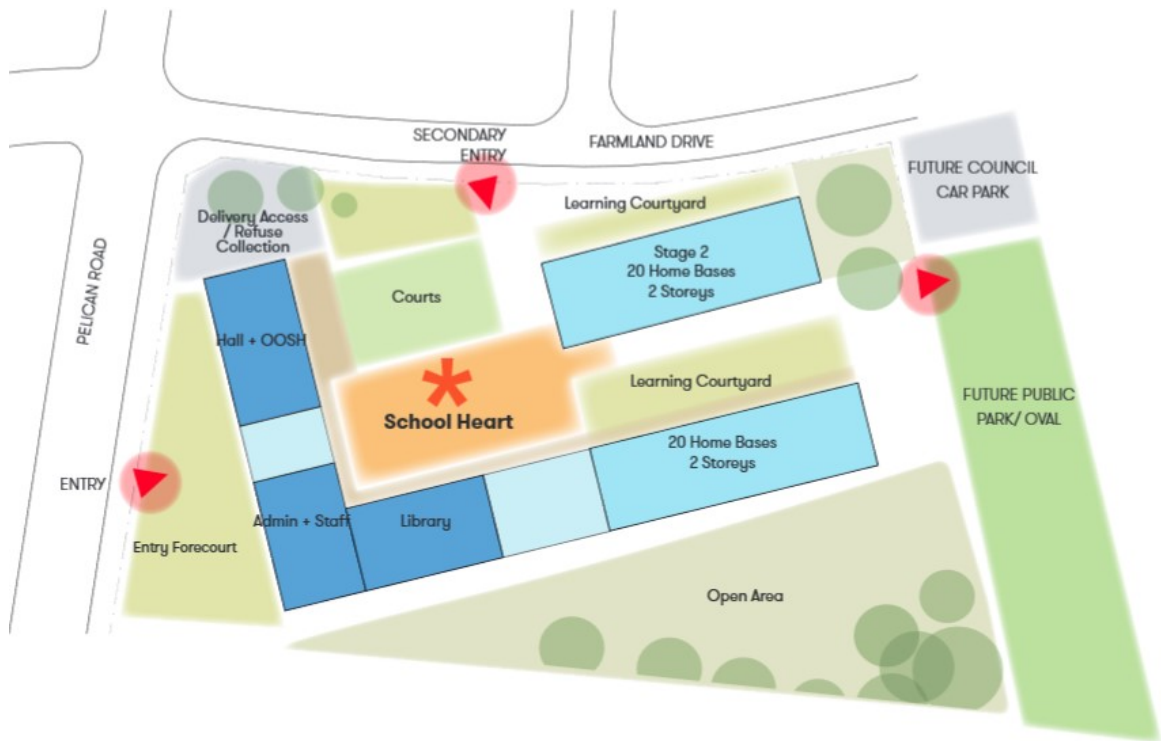 SECONDARY
ENTRY
FARMLAND DRIVE
FUTURE COUNCIL
CAR PARK
Learning Courtyard
Delivery Access
/ Refuse
Collection
Stage 2
20 Home Bases
2 Storeys
PELICAN ROAD
Courts
Hall + OOSH
Learning Courtyard
FUTURE PUBLIC
PARK/ OVAL
School Heart
20 Home Bases
2 Storeys
ENTRY
Admin + Staff
Library
Entry Forecourt
Open Area